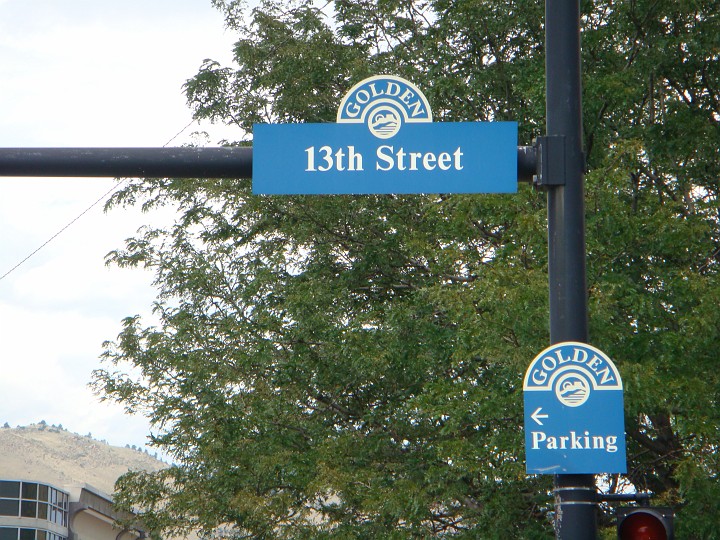 GOLDEN
13th Street
GOLDEN
←
Parking